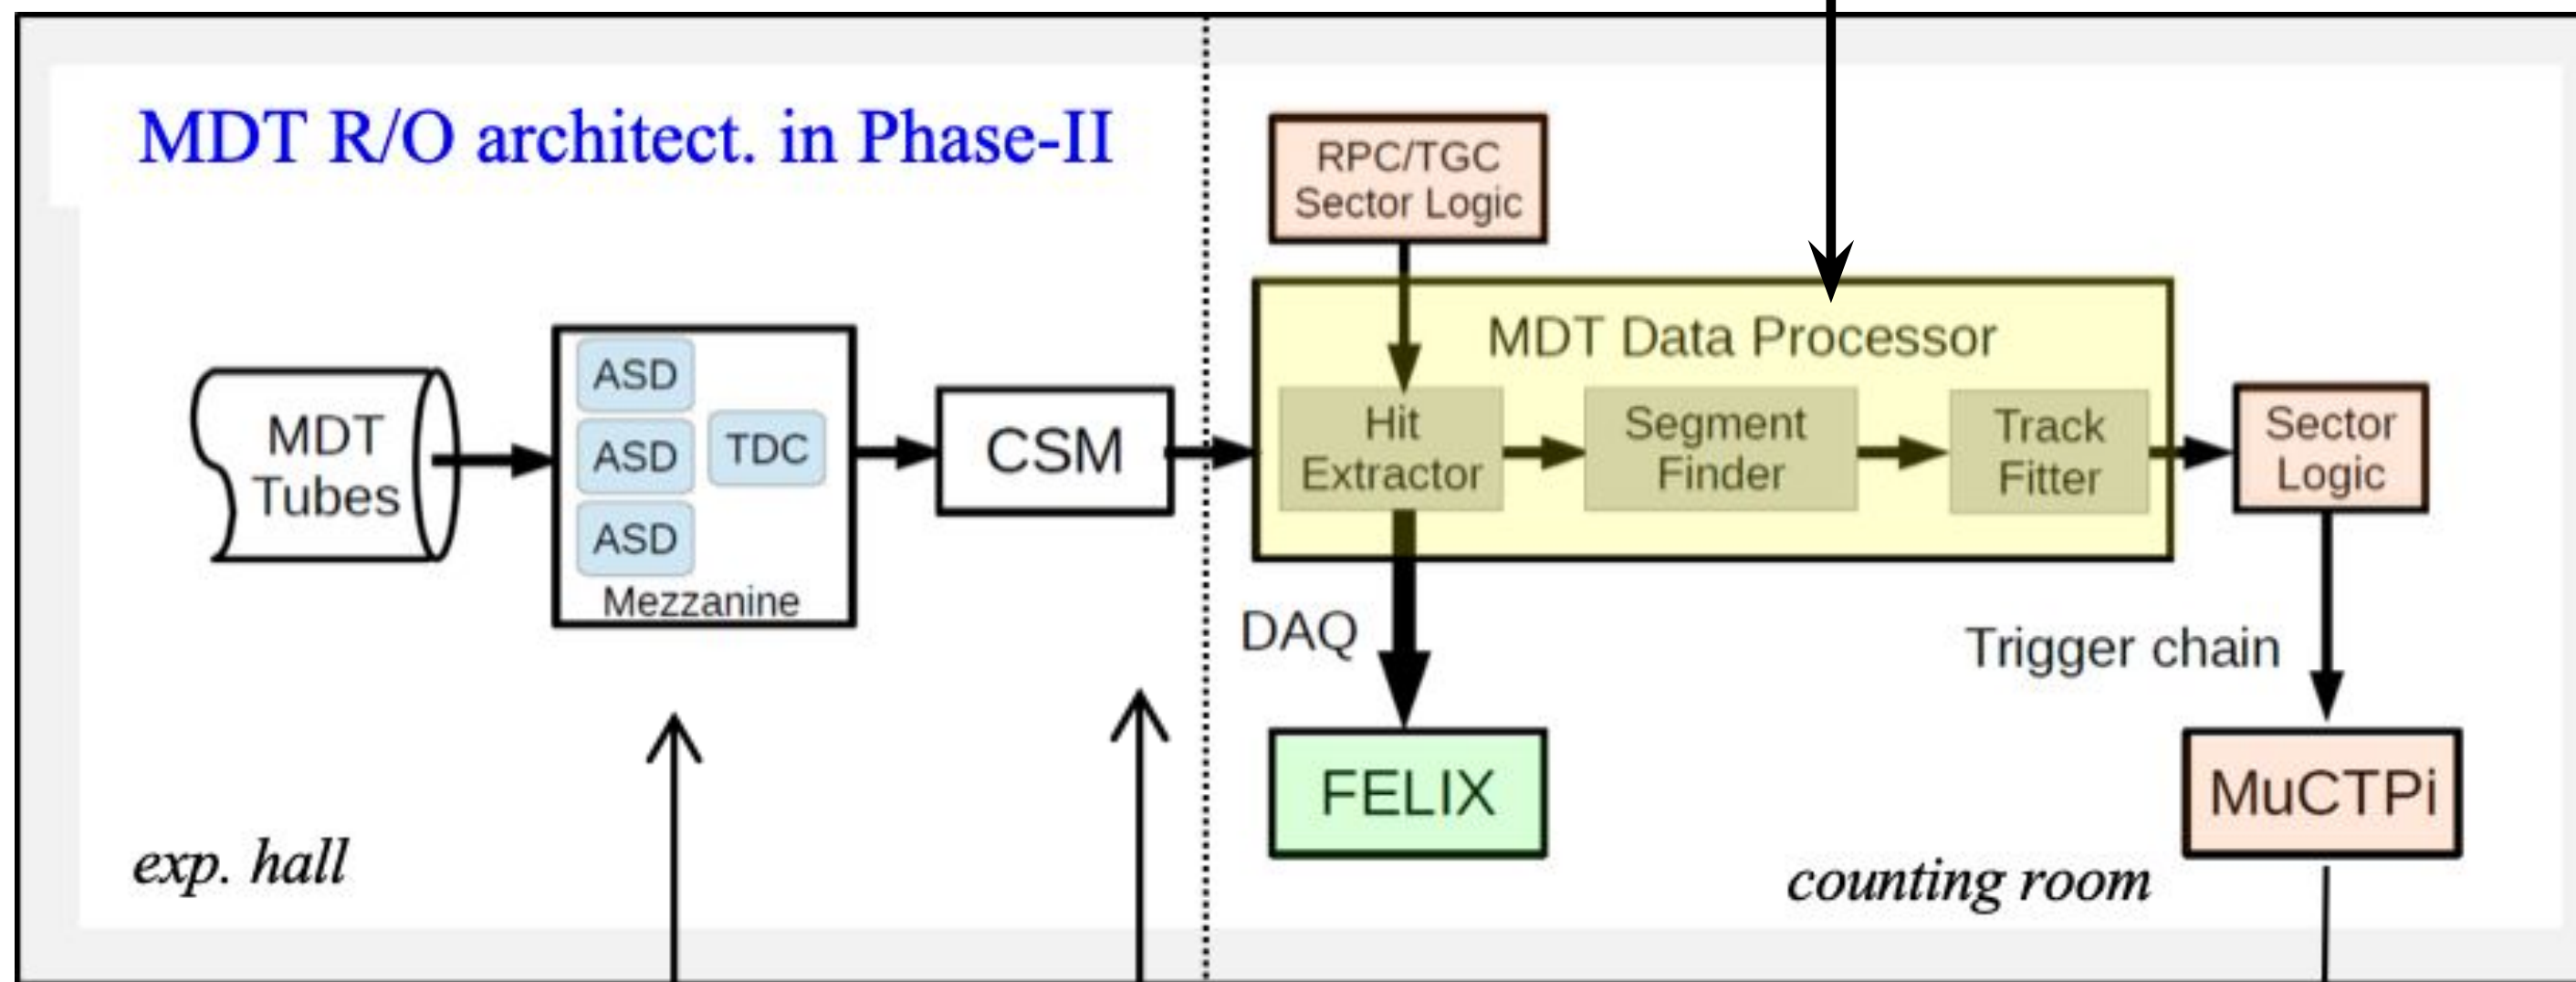 MDT R/O architect. in Phase-II
MDT
Tubes
ASD
ASD
ASD
TDC
Mezzanine
CSM
exp. hall
RPC/TGC
Sector Logic
MDT Data Processor
Hit
Extractor
Segment
Finder
Track
Fitter
Sector
Logic
DAQ
Trigger chain
FELIX
MuCTPi
counting room